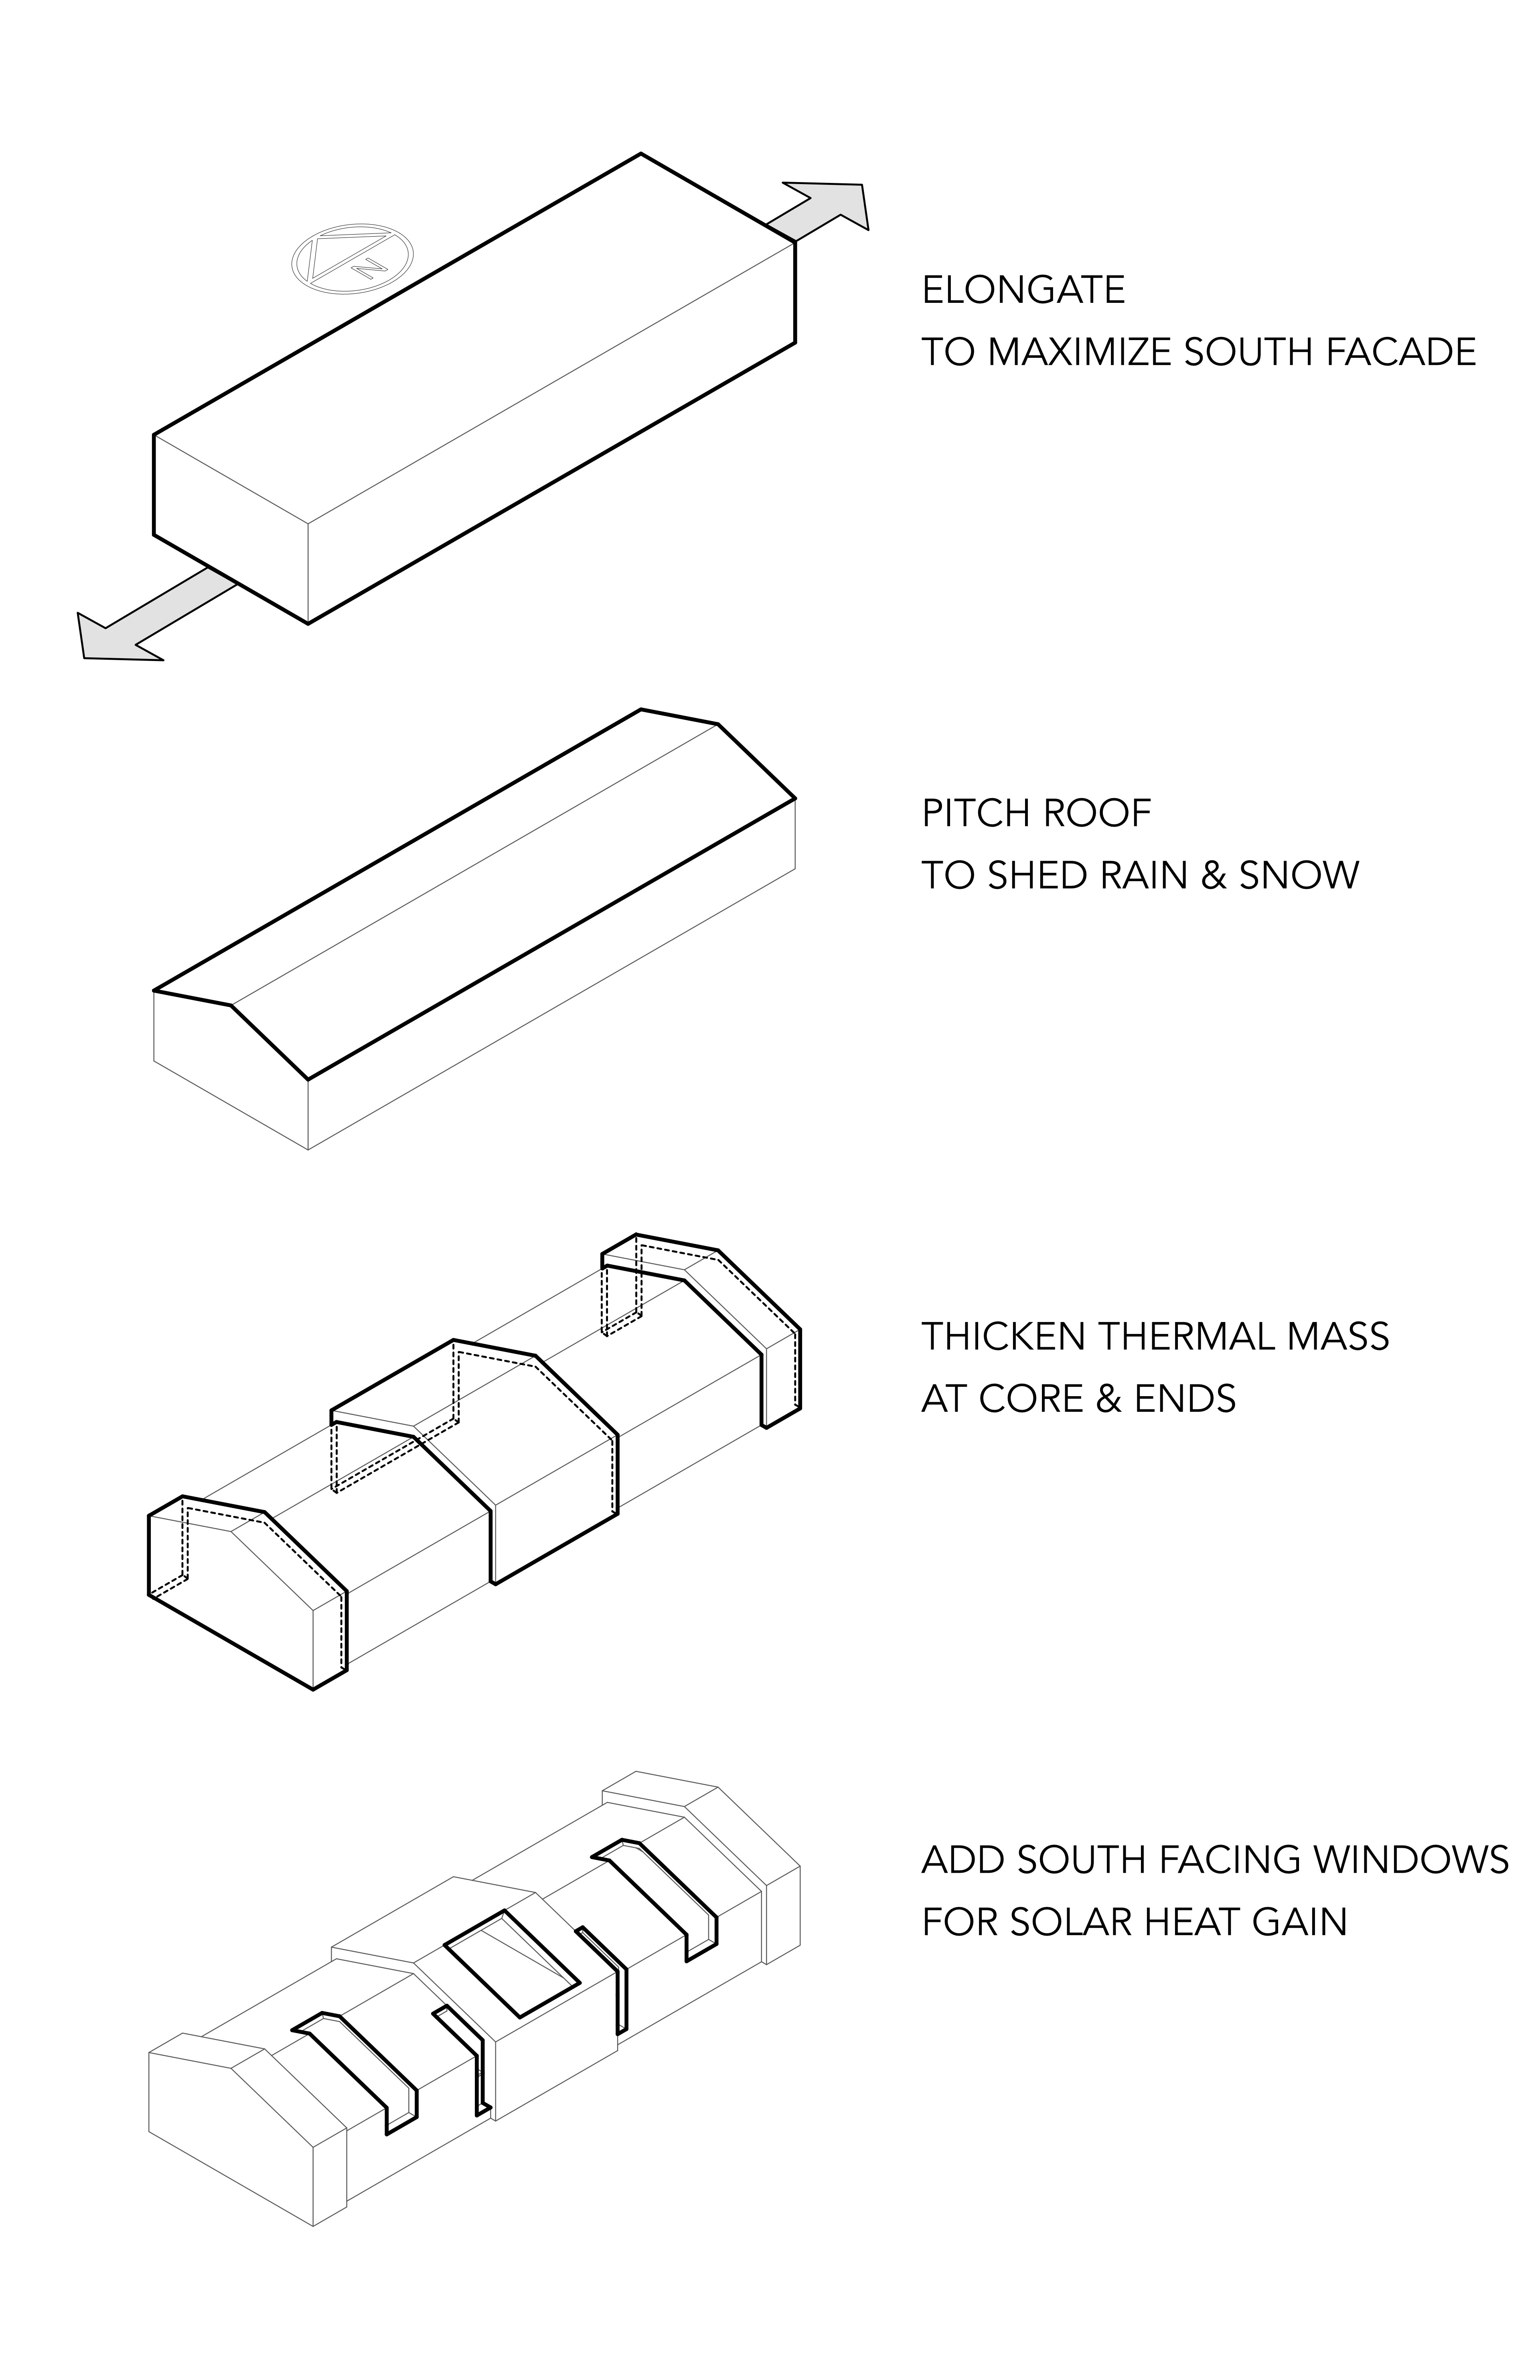 N
ELONGATE
TO MAXIMIZE SOUTH FACADE
PITCH ROOF
TO SHED RAIN & SNOW
THICKEN THERMAL MASS
AT CORE & ENDS
ADD SOUTH FACING WINDOWS
FOR SOLAR HEAT GAIN